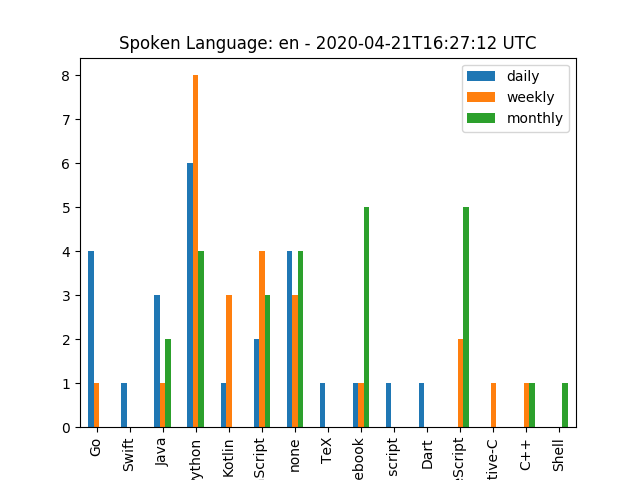 Spoken Language: en - 2020-04-21T16:27:12 UTC
daily
weekly
monthly
8
7
6
5
4
3
2
1
0
Go
Swift
Java
ython
Kotlin
Script
none
TeX
ebook
script
Dart
eScript
tive-C
C++
Shell